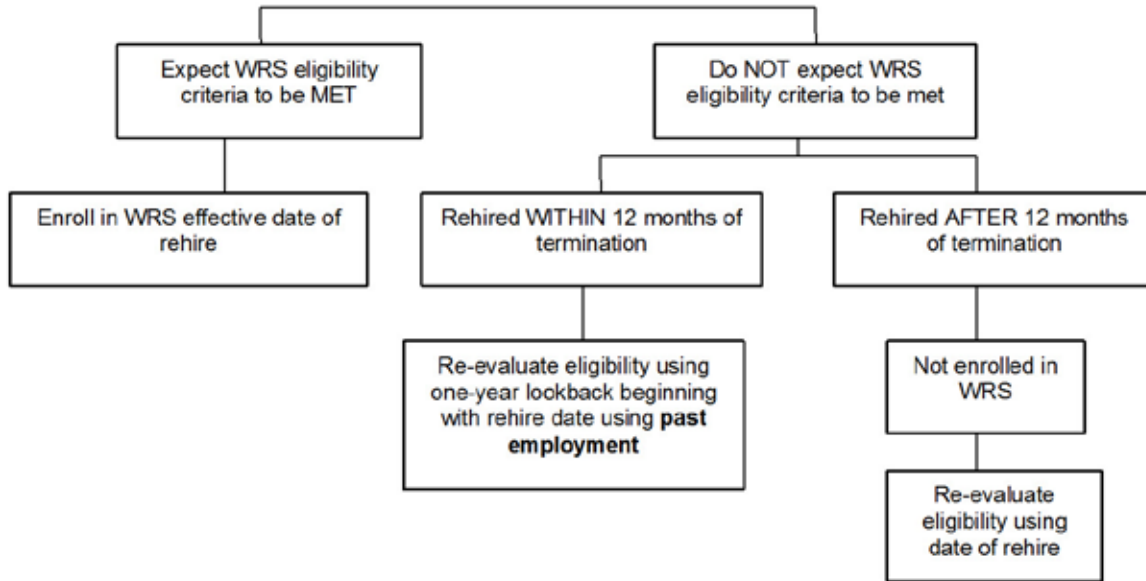 Expect WRS eligibility
criteria to be MET
Do NOT expect WRS
eligibility criteria to be met
Enroll in WRS effective date of
rehire
Rehired WITHIN 12 months of
termination
Rehired AFTER 12 months
of termination
Re-evaluate eligibility using
one-year lookback beginning
with rehire date using past
employment
Not enrolled in
WRS
Re-evaluate
eligibility using
date of rehire